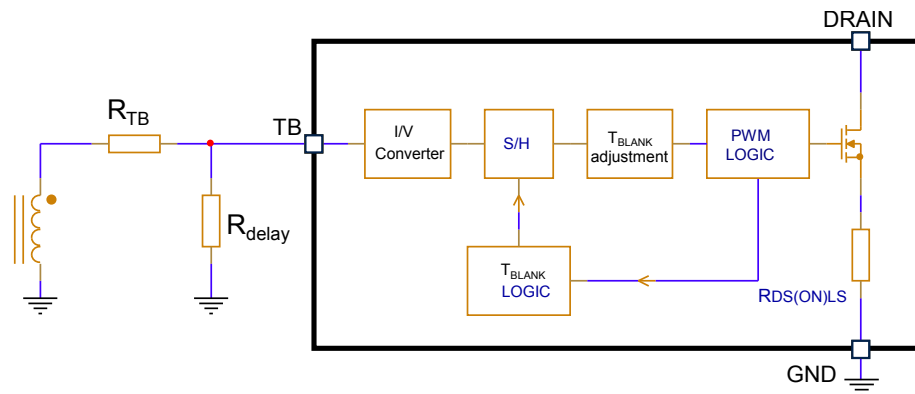 DRAIN
RTB
TB
I/V
Converter
S/H
TBLANK
adjustment
PWM
LOGIC
Rdelay
TBLANK
LOGIC
RDS(ON)LS
GND